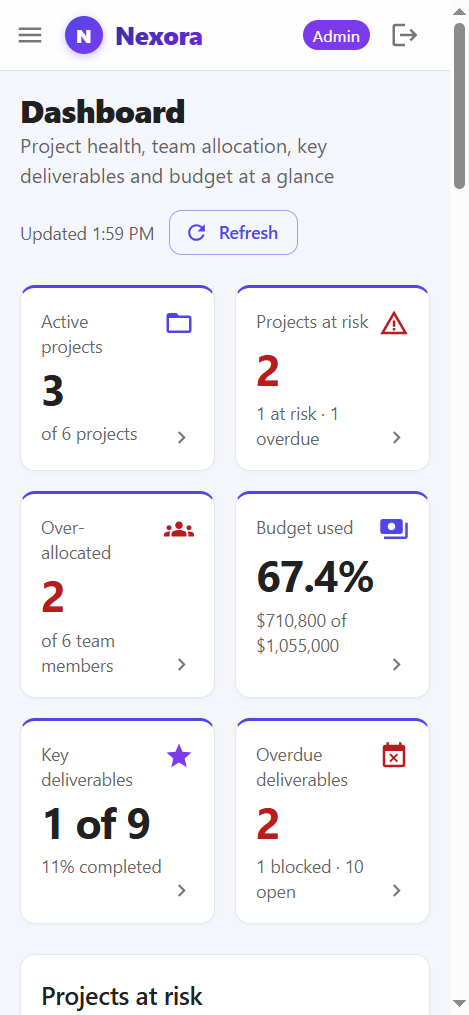 N Nexora Admin
Dashboard
Project health, team allocation, key
deliverables and budget at a glance
Updated 1:59 PM Refresh
Active
projects
3
of 6 projects
Projects at risk
2
1 at risk · 1
overdue
Over-
allocated
2
of 6 team
members
Budget used
67.4%
$710,800 of
$1,055,000
Key
deliverables
1 of 9
11% completed
Overdue
deliverables
2
1 blocked · 10
open
Projects at risk